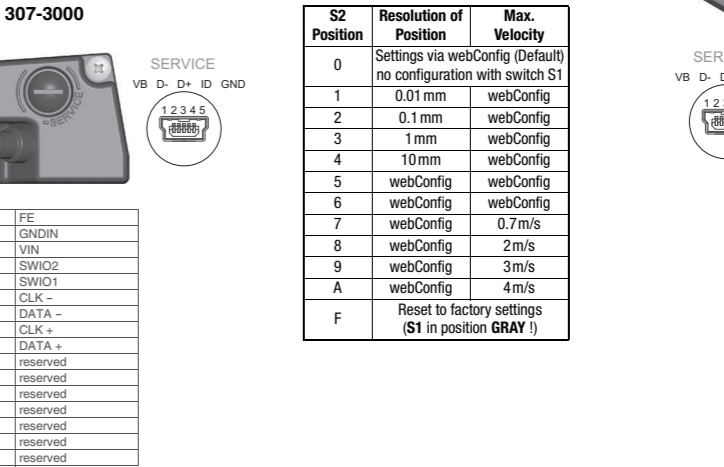 307-3000
SERVICE
VB D- D+ ID GND
1 2 3 4 5
SERVICE
FE
GNDIN
VIN
SWIO2
SWIO1
CLK –
DATA –
CLK +
DATA +
reserved
reserved
reserved
reserved
reserved
reserved
reserved
S2 Position Resolution of Position Max. Velocity
0 Settings via webConfig (Default)
no configuration with switch S1
1 0.01 mm webConfig
2 0.1 mm webConfig
3 1 mm webConfig
4 10 mm webConfig
5 webConfig webConfig
6 webConfig webConfig
7 webConfig 0.7 m/s
8 webConfig 2 m/s
9 webConfig 3 m/s
A webConfig 4 m/s
F Reset to factory settings
(S1 in position GRAY !)
SER
VB D-
1 2